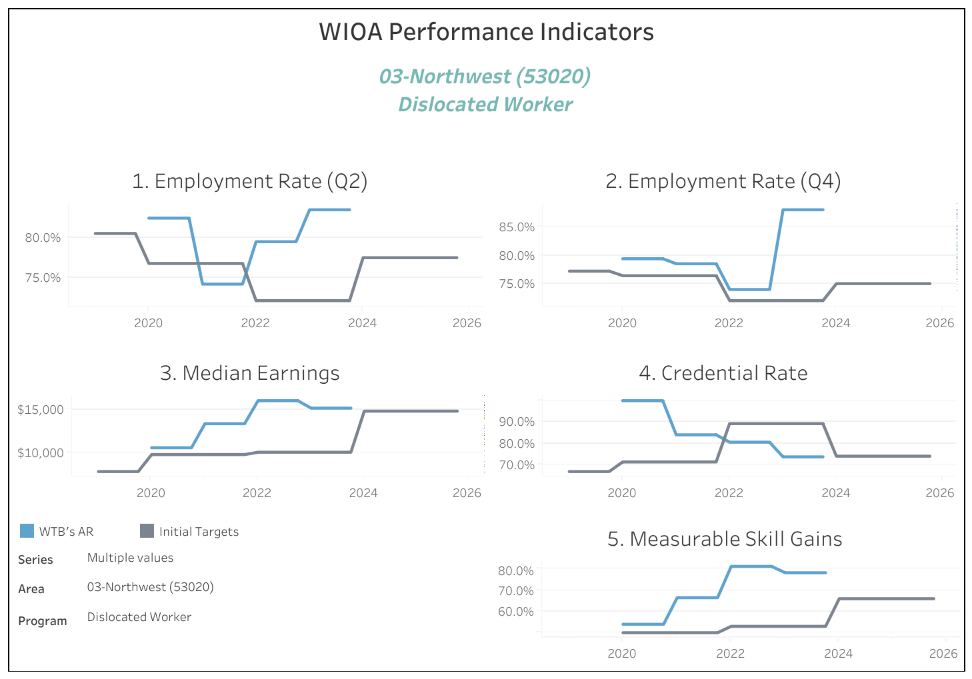 WIOA Performance Indicators
03-Northwest (53020)
Dislocated Worker
1. Employment Rate (Q2)
80.0%
75.0%
2020 2022 2024 2026
2. Employment Rate (Q4)
85.0%
80.0%
75.0%
2020 2022 2024 2026
3. Median Earnings
$15,000
$10,000
2020 2022 2024 2026
4. Credential Rate
90.0%
80.0%
70.0%
2020 2022 2024 2026
WTB's AR Initial Targets
Series Multiple values
Area 03-Northwest (53020)
Program Dislocated Worker
5. Measurable Skill Gains
80.0%
70.0%
60.0%
2020 2022 2024 2026